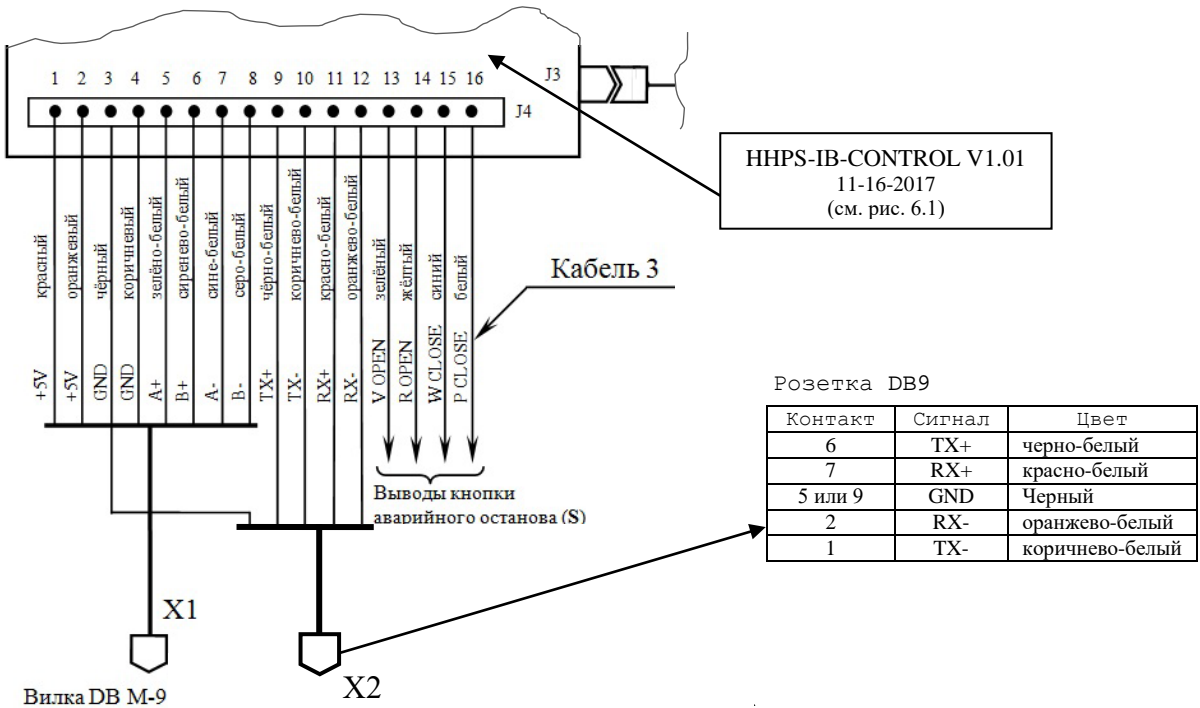 1 2 3 4 5 6 7 8 9 10 11 12 13 14 15 16
J3
J4
HHPS-IB-CONTROL V1.01
11-16-2017
(см. рис. 6.1)
красный
оранжевый
чёрный
коричневый
зелёно-белый
сиренево-белый
сине-белый
серо-белый
чёрно-белый
коричнево-белый
красно-белый
оранжево-белый
зелёный
жёлтый
синий
белый
Кабель 3
+5V
+5V
GND
GND
A+
B+
A-
B-
TX+
TX-
RX+
RX-
V OPEN
R OPEN
W CLOSE
P CLOSE
Выводы кнопки
аварийного останова (S)
Розетка DB9
Контакт Сигнал Цвет
6 TX+ черно-белый
7 RX+ красно-белый
5 или 9 GND Черный
2 RX- оранжево-белый
1 TX- коричнево-белый
X1
X2
Вилка DB M-9